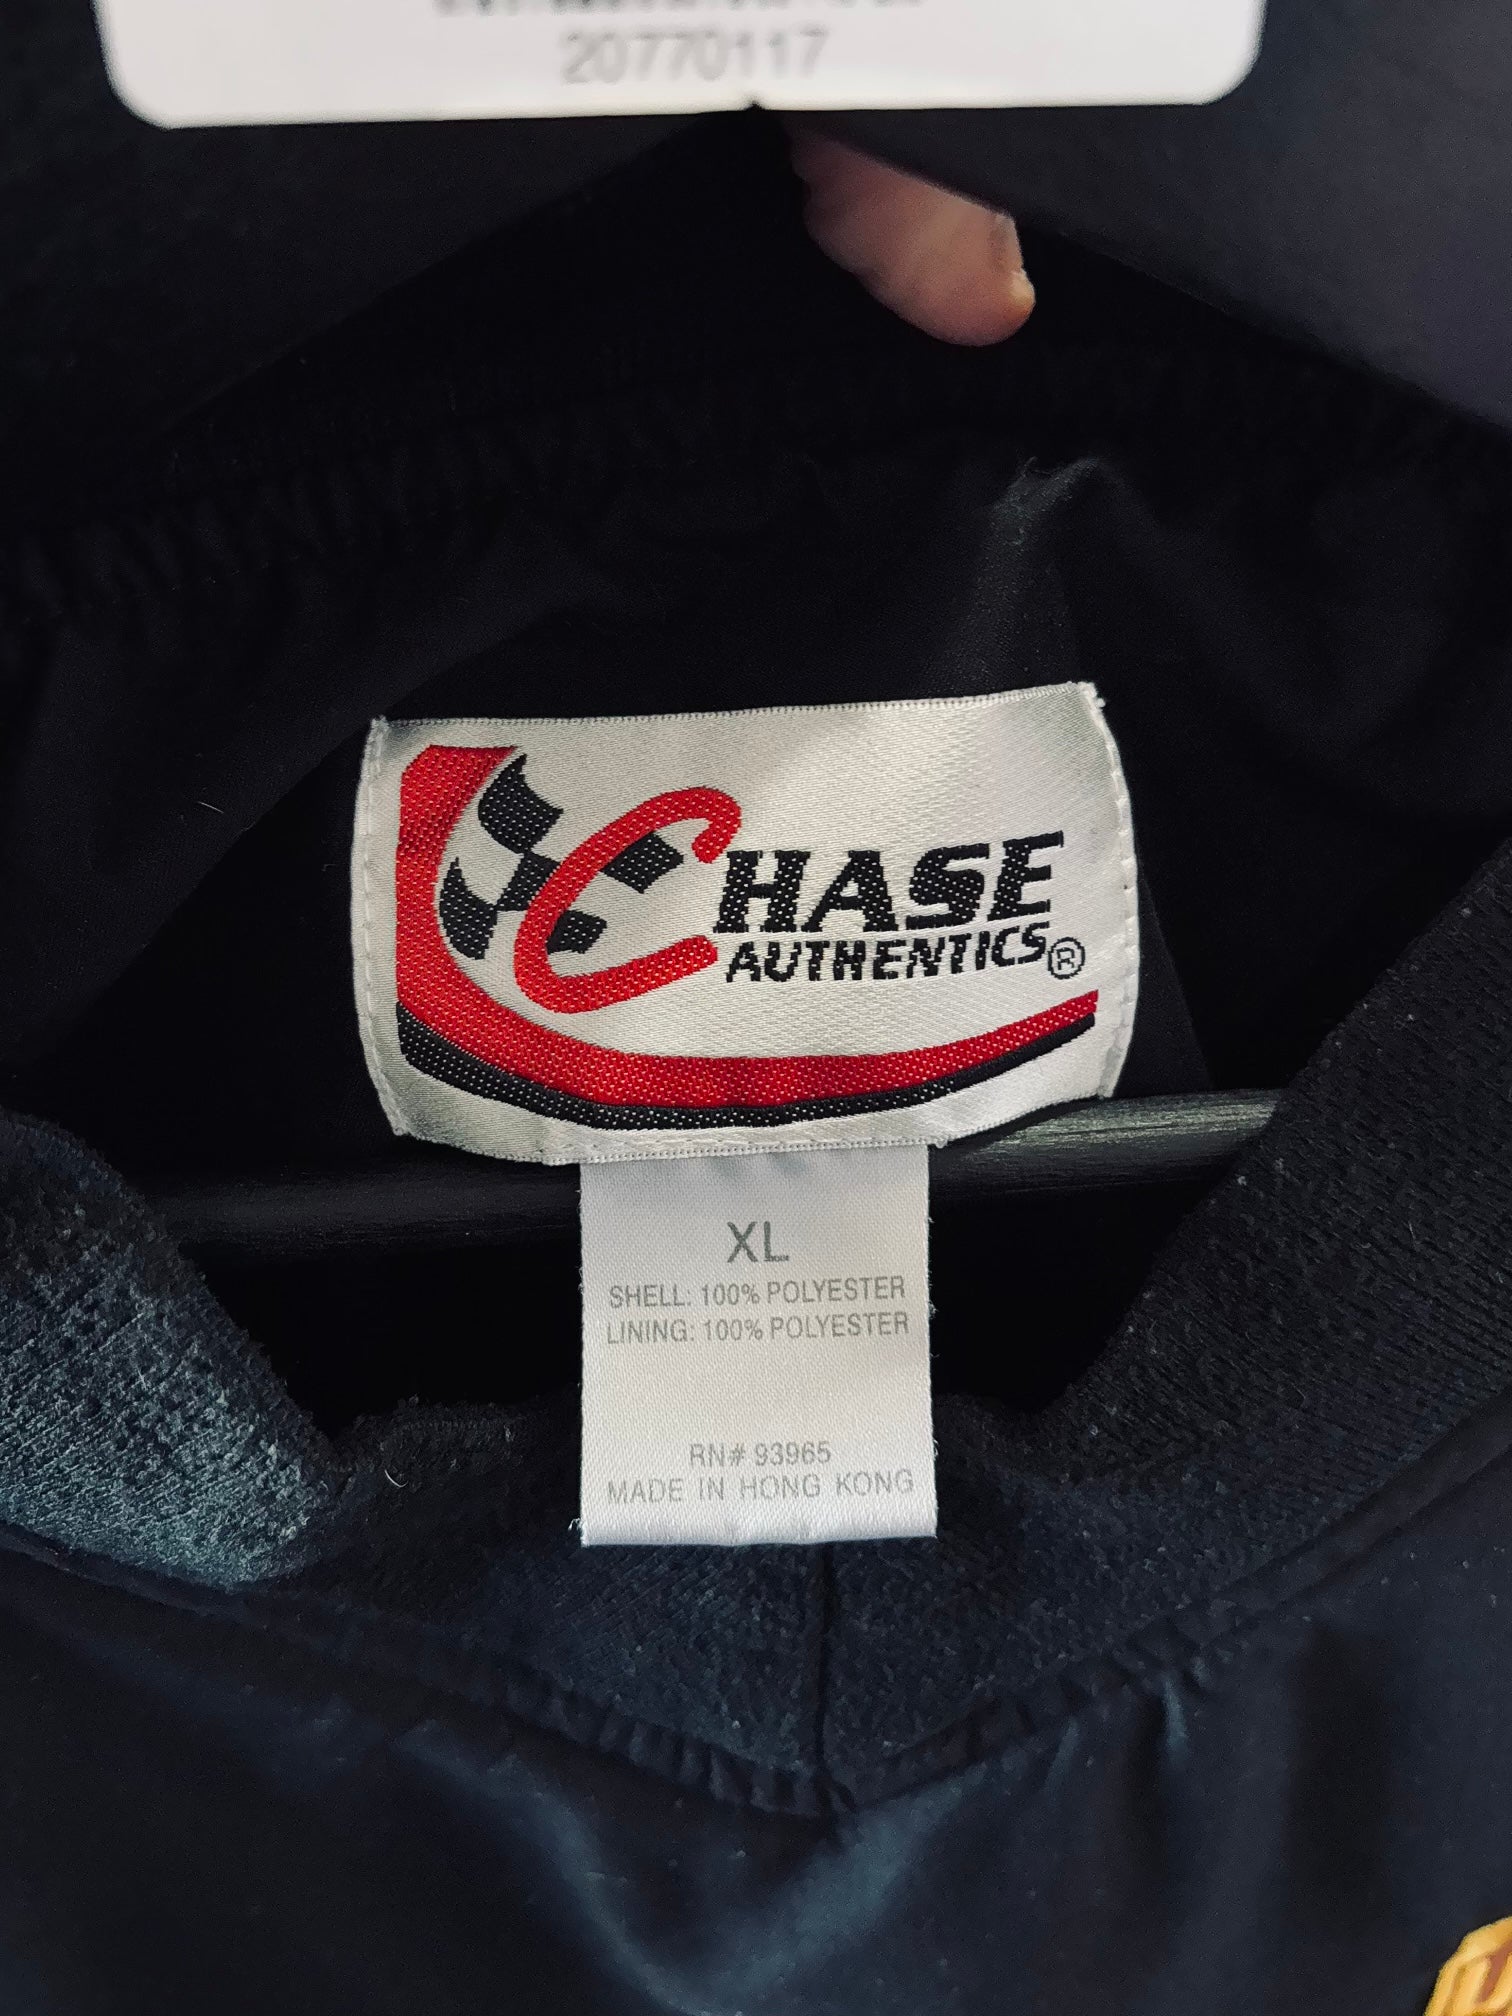 20770117
CHASE
AUTHENTICS®
XL
SHELL: 100% POLYESTER
LINING: 100% POLYESTER
RN# 93965
MADE IN HONG KONG